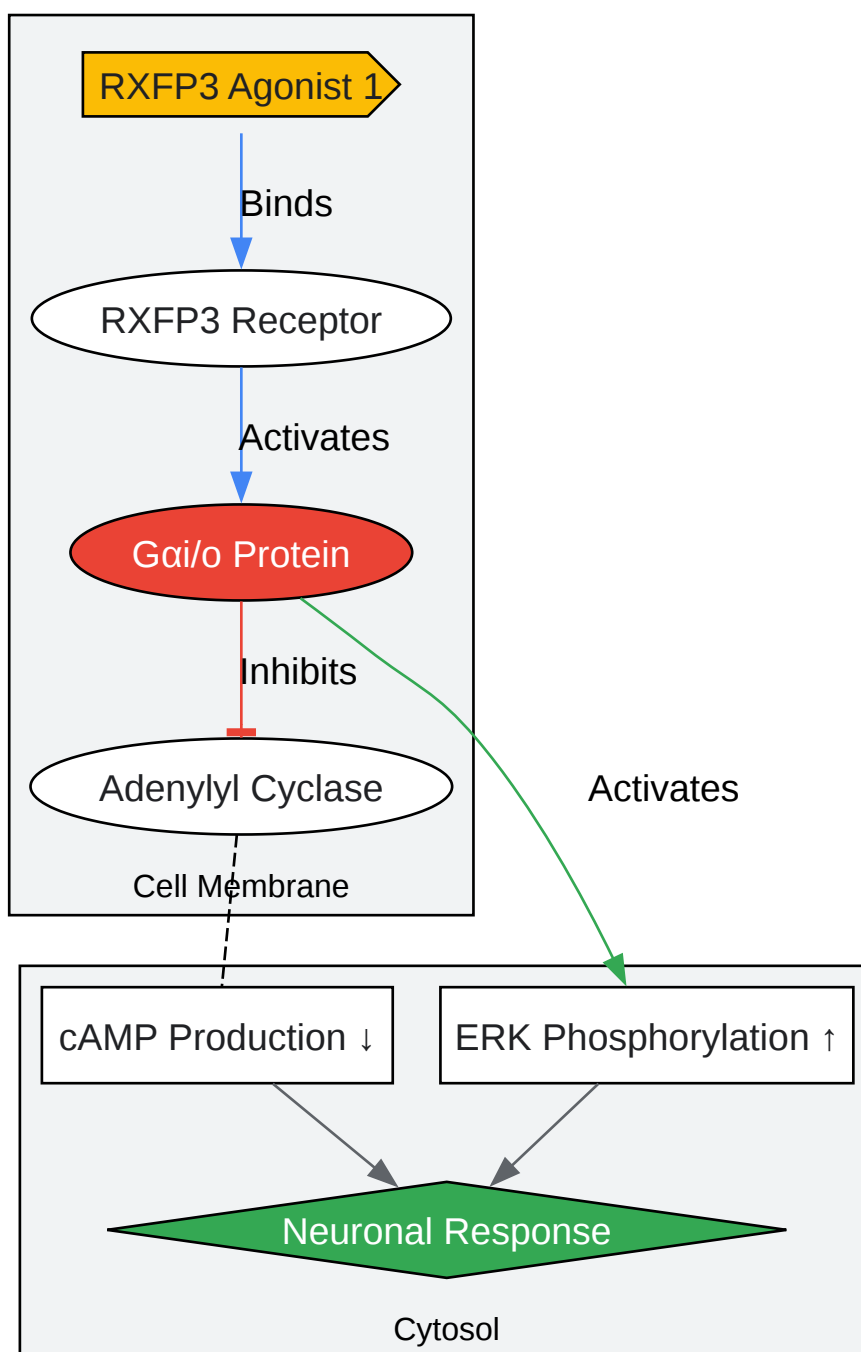 RXFP3 Agonist 1
Binds
RXFP3 Receptor
Activates
Gαi/o Protein
Inhibits
Adenylyl Cyclase
Activates
Cell Membrane
cAMP Production ↓
ERK Phosphorylation ↑
Neuronal Response
Cytosol